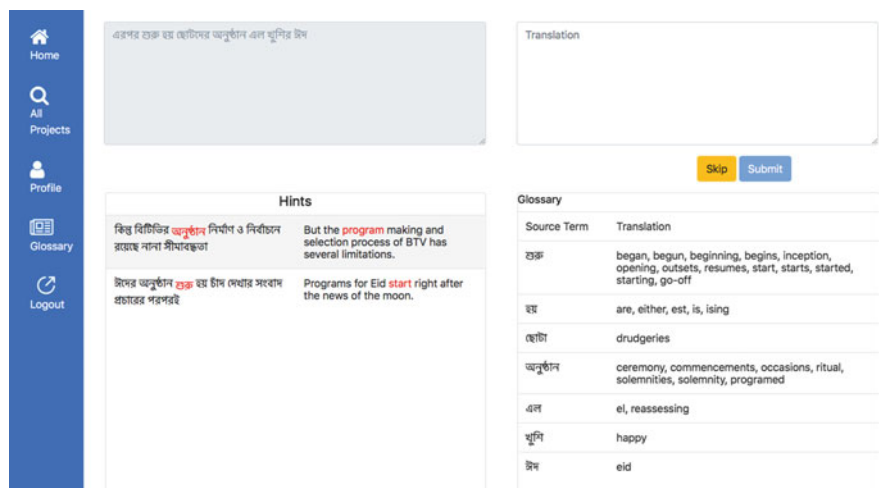 Home
All
Projects
Profile
Glossary
Logout
এরপর শুরু হয় ছোটদের অনুষ্ঠান এল খুশির ঈদ
Translation
Skip Submit
Hints
কিন্তু বিটিভির অনুষ্ঠান নির্মাণ ও নির্বাচনে
রয়েছে নানা সীমাবদ্ধতা
But the program making and
selection process of BTV has
several limitations.
ঈদের অনুষ্ঠান শুরু হয় চাঁদ দেখার সংবাদ
প্রচারের পরপরই
Programs for Eid start right after
the news of the moon.
Glossary
Source Term Translation
শুরু began, begun, beginning, begins, inception,
opening, outsets, resumes, start, starts, started,
starting, go-off
হয় are, either, est, is, ising
ছোটা drudgeries
অনুষ্ঠান ceremony, commencements, occasions, ritual,
solemnities, solemnity, programed
এল el, reassessing
খুশি happy
ঈদ eid